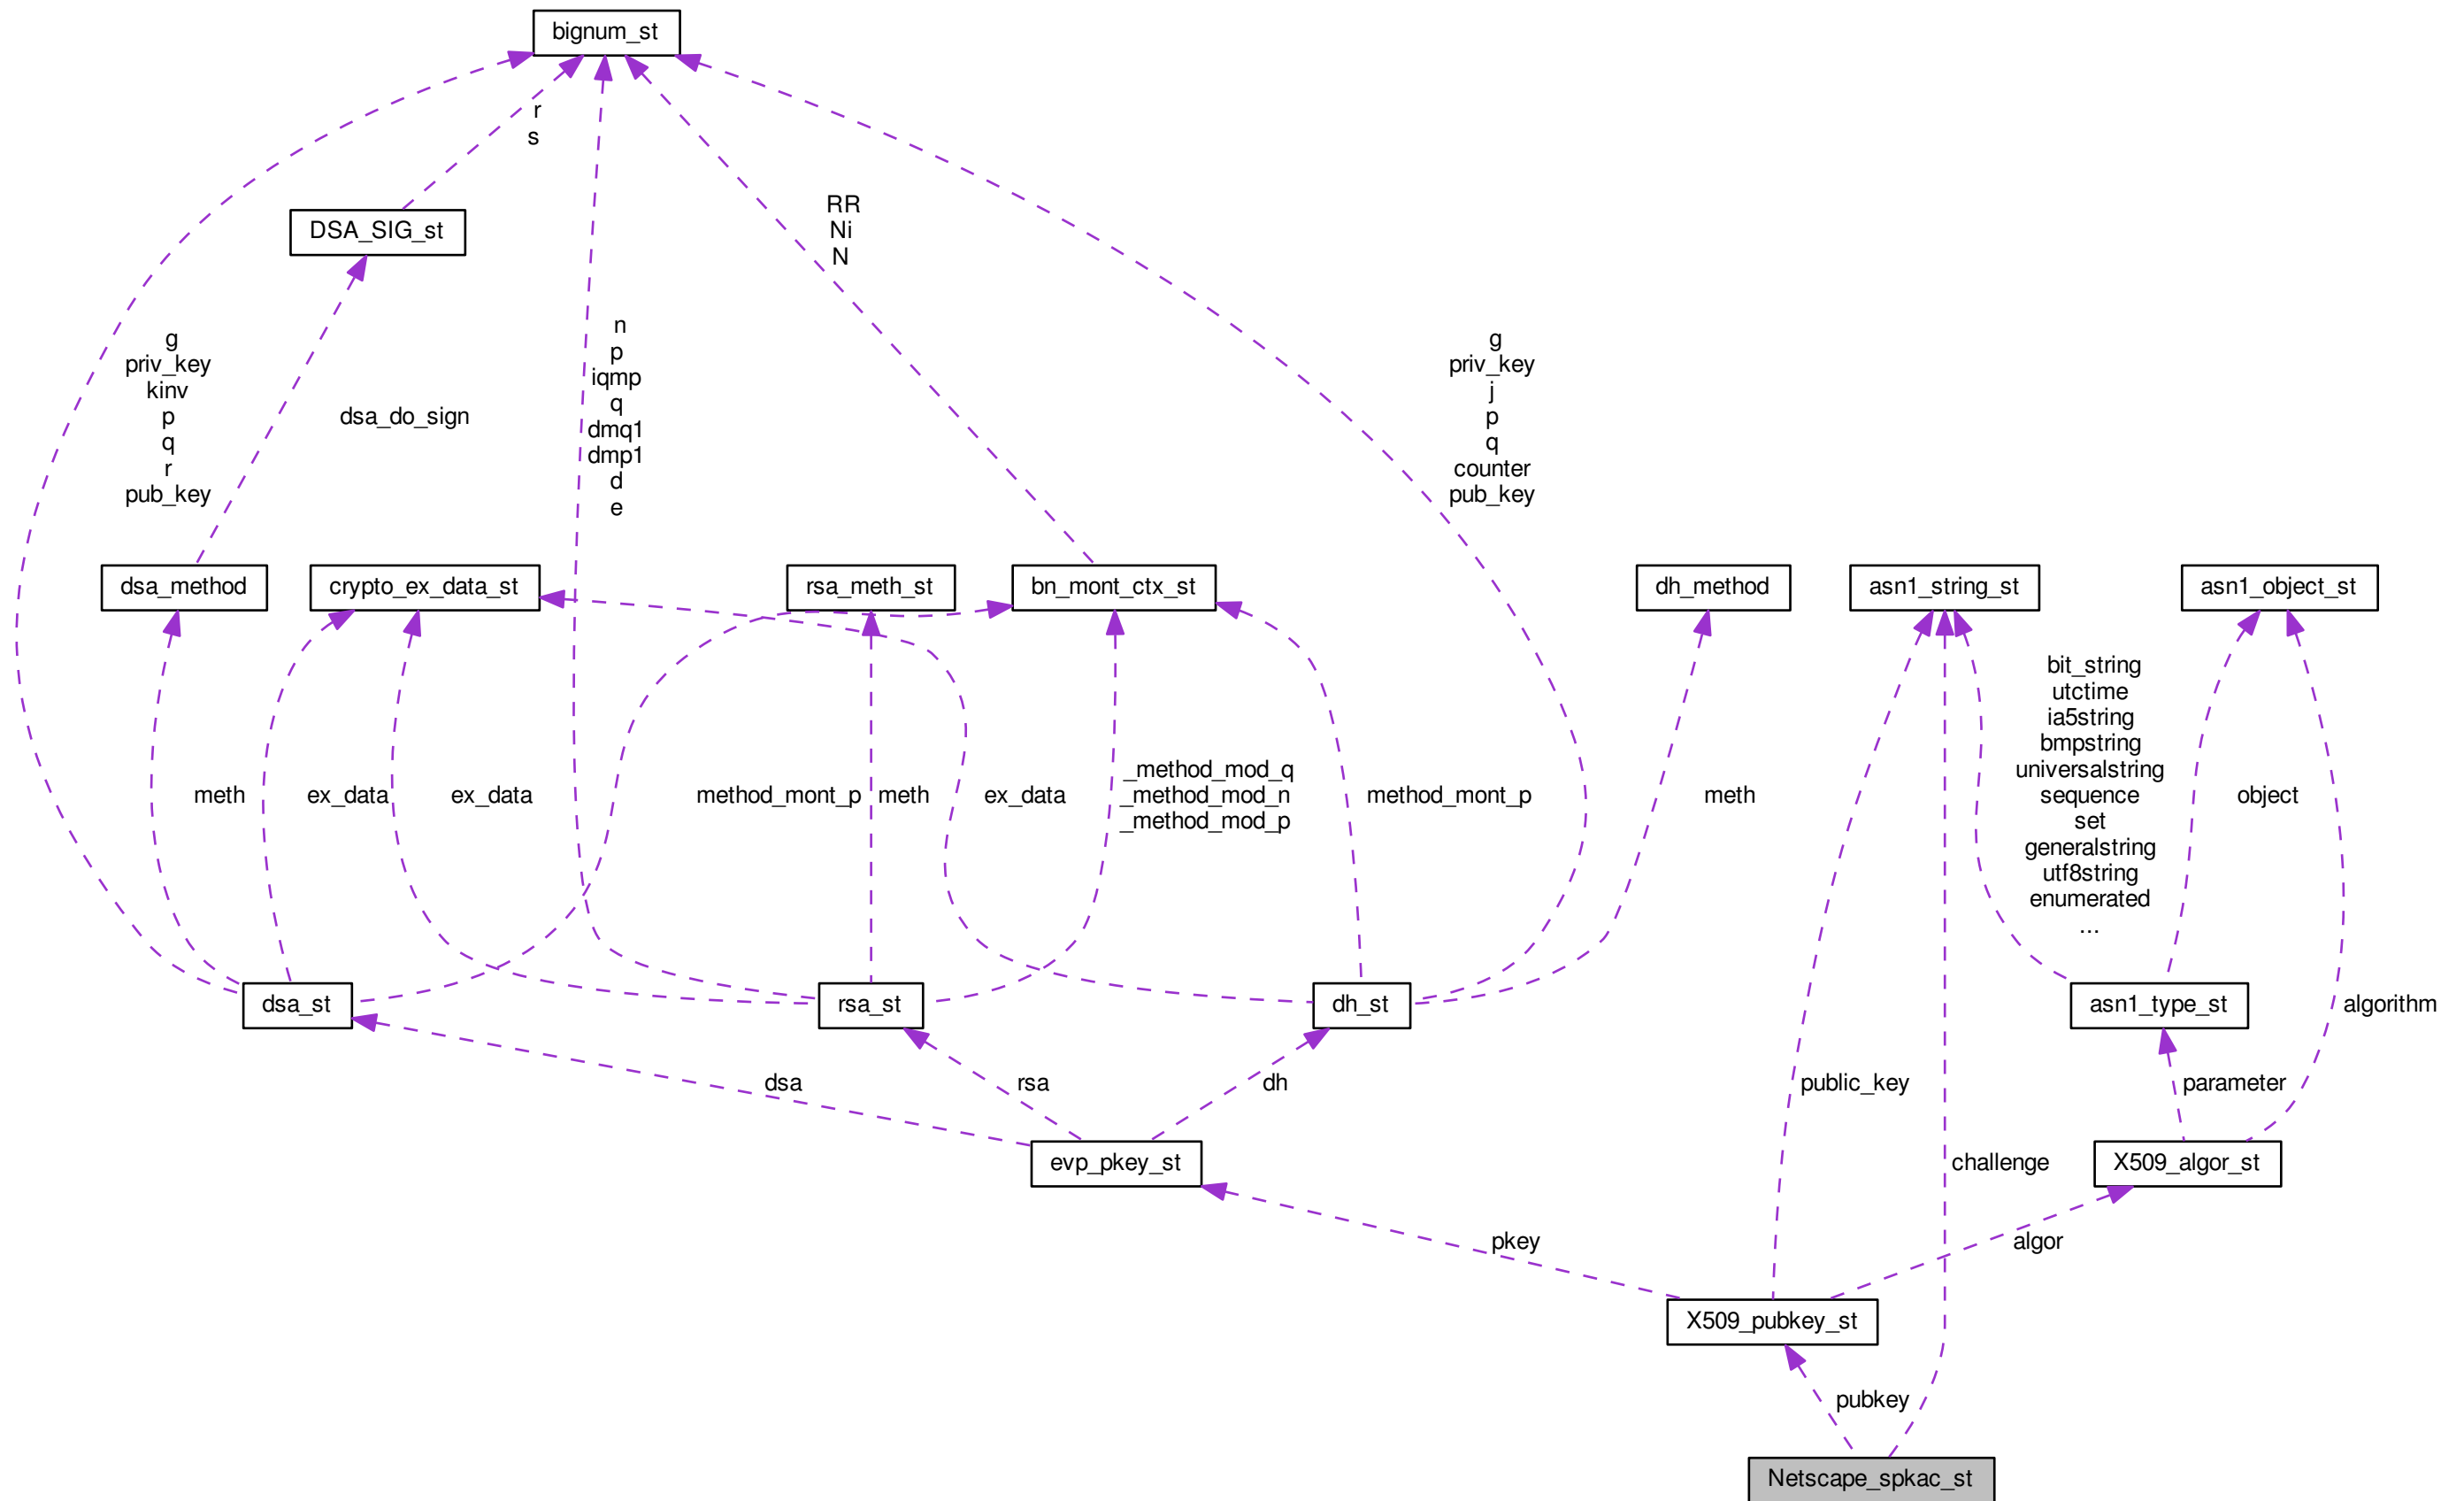 bignum_st
r
s
RR
Ni
N
DSA_SIG_st
n
p
iqmp
q
dmq1
dmp1
d
e
g
priv_key
kinv
p
q
r
pub_key
g
priv_key
j
p
q
counter
pub_key
dsa_do_sign
dsa_method
crypto_ex_data_st
rsa_meth_st
bn_mont_ctx_st
dh_method
asn1_string_st
asn1_object_st
bit_string
utctime
ia5string
bmpstring
universalstring
sequence
set
generalstring
utf8string
enumerated
...
meth
ex_data
ex_data
method_mont_p
meth
ex_data
_method_mod_q
_method_mod_n
_method_mod_p
method_mont_p
meth
object
dsa_st
rsa_st
dh_st
asn1_type_st
algorithm
dsa
rsa
dh
public_key
parameter
evp_pkey_st
challenge
X509_algor_st
pkey
algor
X509_pubkey_st
pubkey
Netscape_spkac_st